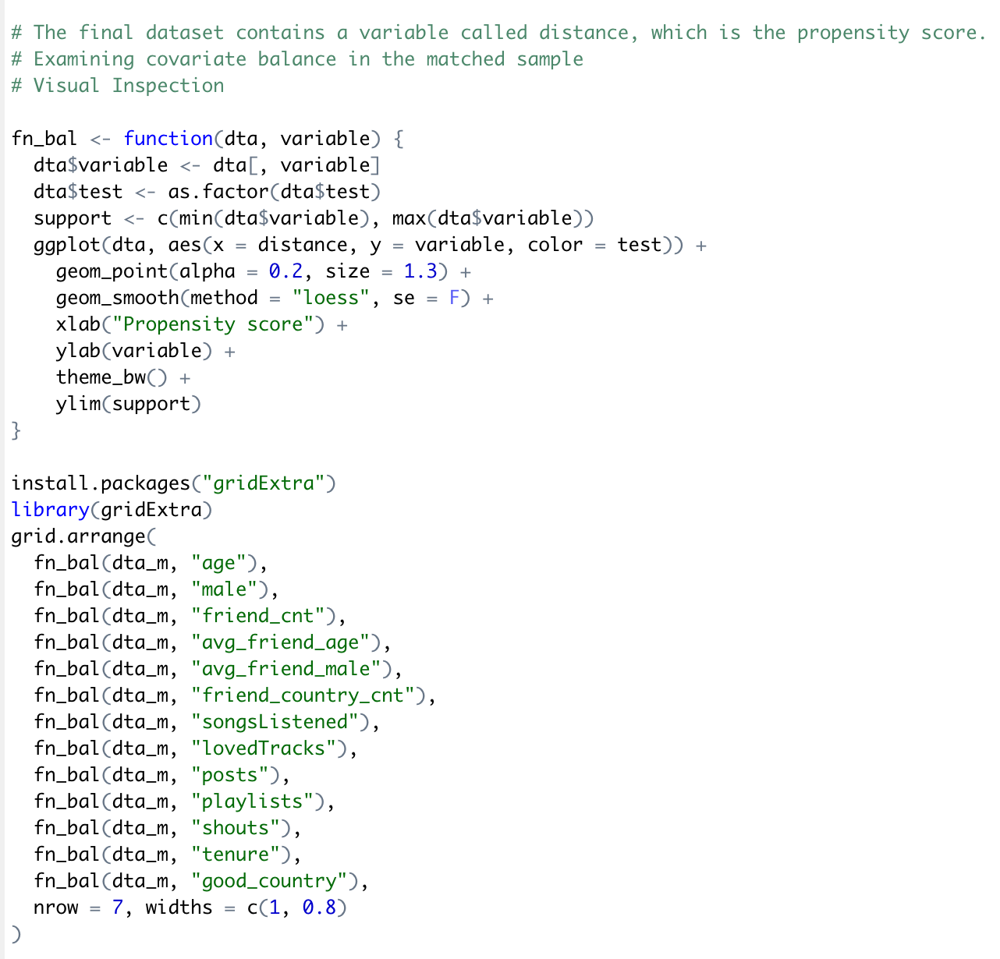 # The final dataset contains a variable called distance, which is the propensity score.
# Examining covariate balance in the matched sample
# Visual Inspection

fn_bal <- function(dta, variable) {
  dta$variable <- dta[, variable]
  dta$test <- as.factor(dta$test)
  support <- c(min(dta$variable), max(dta$variable))
  ggplot(dta, aes(x = distance, y = variable, color = test)) +
    geom_point(alpha = 0.2, size = 1.3) +
    geom_smooth(method = "loess", se = F) +
    xlab("Propensity score") +
    ylab(variable) +
    theme_bw() +
    ylim(support)
}

install.packages("gridExtra")
library(gridExtra)
grid.arrange(
  fn_bal(dta_m, "age"),
  fn_bal(dta_m, "male"),
  fn_bal(dta_m, "friend_cnt"),
  fn_bal(dta_m, "avg_friend_age"),
  fn_bal(dta_m, "avg_friend_male"),
  fn_bal(dta_m, "friend_country_cnt"),
  fn_bal(dta_m, "songsListened"),
  fn_bal(dta_m, "lovedTracks"),
  fn_bal(dta_m, "posts"),
  fn_bal(dta_m, "playlists"),
  fn_bal(dta_m, "shouts"),
  fn_bal(dta_m, "tenure"),
  fn_bal(dta_m, "good_country"),
  nrow = 7, widths = c(1, 0.8)
)